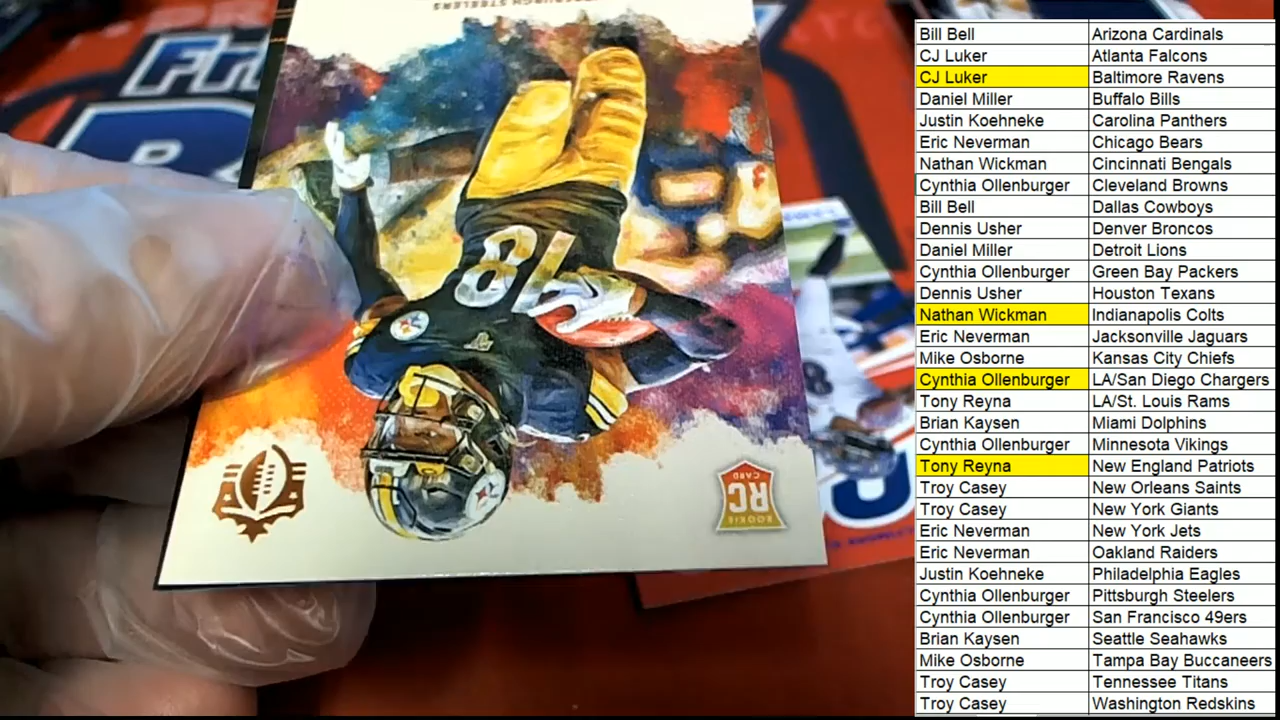 PITTSBURGH STEELERS
81
RC
ROOKIE
CARD
Bill Bell Arizona Cardinals
CJ Luker Atlanta Falcons
CJ Luker Baltimore Ravens
Daniel Miller Buffalo Bills
Justin Koehneke Carolina Panthers
Eric Neverman Chicago Bears
Nathan Wickman Cincinnati Bengals
Cynthia Ollenburger Cleveland Browns
Bill Bell Dallas Cowboys
Dennis Usher Denver Broncos
Daniel Miller Detroit Lions
Cynthia Ollenburger Green Bay Packers
Dennis Usher Houston Texans
Nathan Wickman Indianapolis Colts
Eric Neverman Jacksonville Jaguars
Mike Osborne Kansas City Chiefs
Cynthia Ollenburger LA/San Diego Chargers
Tony Reyna LA/St. Louis Rams
Brian Kaysen Miami Dolphins
Cynthia Ollenburger Minnesota Vikings
Tony Reyna New England Patriots
Troy Casey New Orleans Saints
Troy Casey New York Giants
Eric Neverman New York Jets
Eric Neverman Oakland Raiders
Justin Koehneke Philadelphia Eagles
Cynthia Ollenburger Pittsburgh Steelers
Cynthia Ollenburger San Francisco 49ers
Brian Kaysen Seattle Seahawks
Mike Osborne Tampa Bay Buccaneers
Troy Casey Tennessee Titans
Troy Casey Washington Redskins